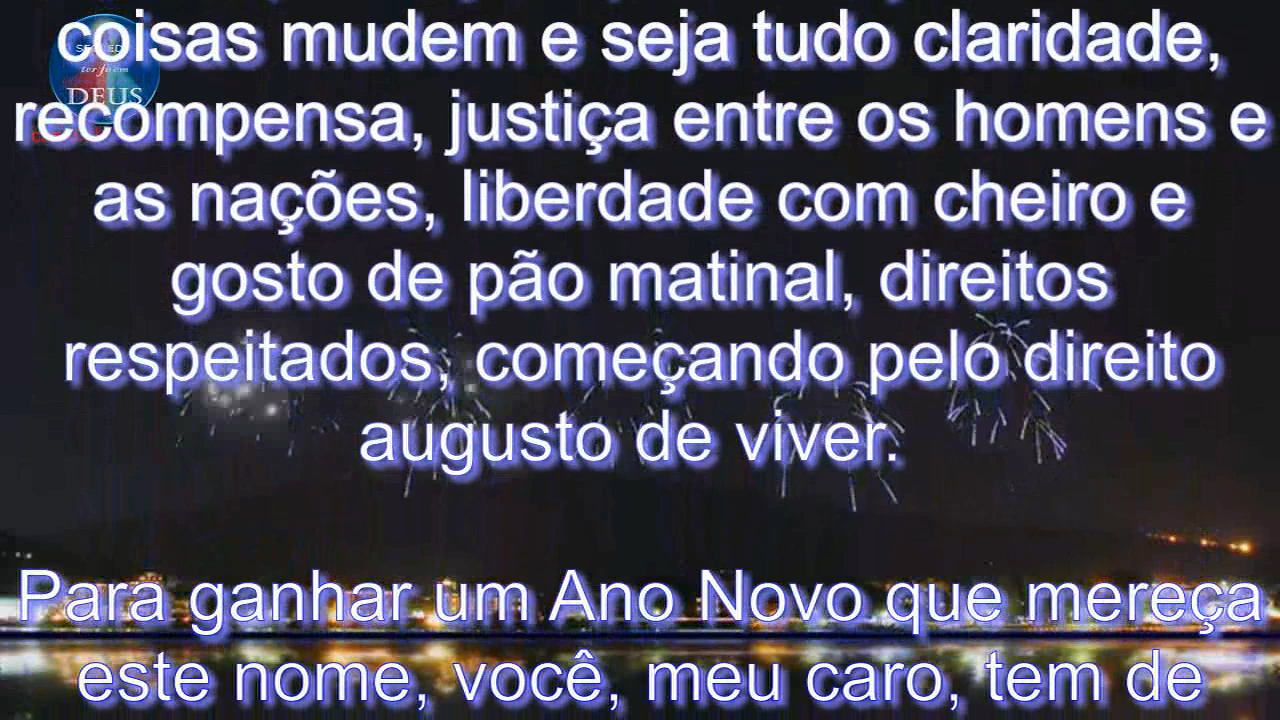 coisas mudem e seja tudo claridade,
recompensa, justiça entre os homens e
as nações, liberdade com cheiro e
gosto de pão matinal, direitos
respeitados, começando pelo direito
augusto de viver.
Para ganhar um Ano Novo que mereça
este nome, você, meu caro, tem de
DEUS